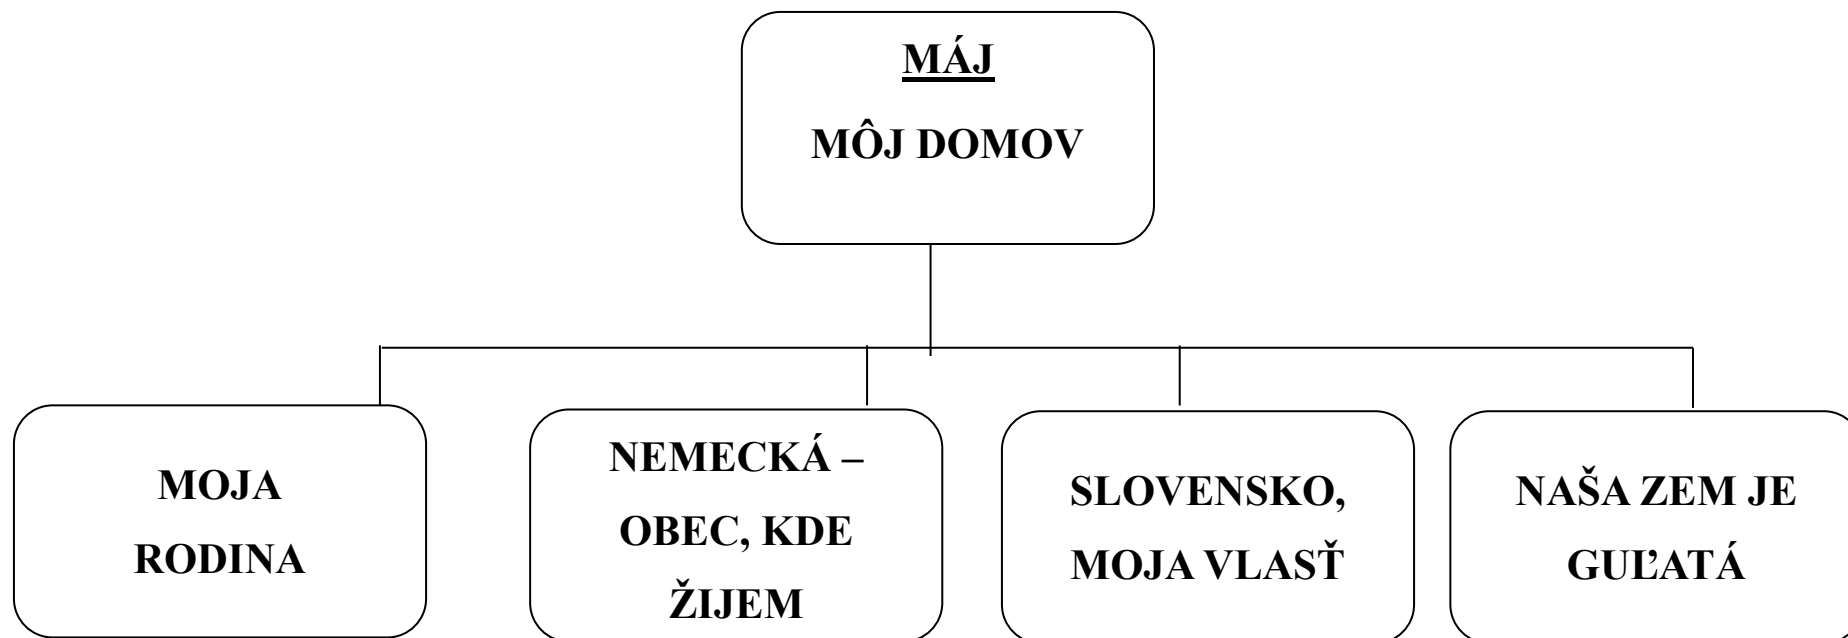 MÁJ
MÔJ DOMOV
MOJA
RODINA
NEMECKÁ –
OBEC, KDE
ŽIJEM
SLOVENSKO,
MOJA VLASŤ
NAŠA ZEM JE
GUĽATÁ